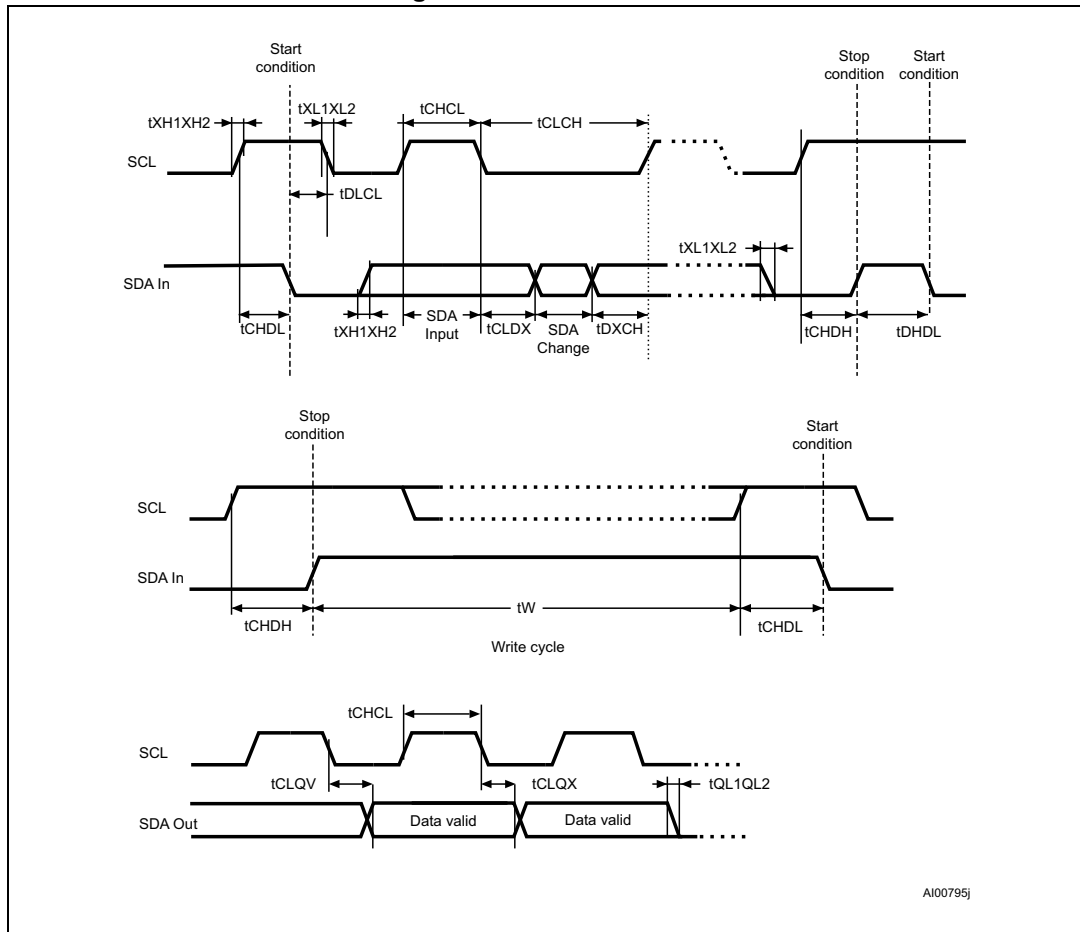 Start
condition
Stop
condition
Start
condition
tXH1XH2
tXL1XL2
tCHCL
tCLCH
SCL
tDLCL
tXL1XL2
SDA In
tCHDL
tXH1XH2
SDA
Input
tCLDX
SDA
Change
tDXCH
tCHDH
tDHDL
Stop
condition
Start
condition
SCL
SDA In
tCHDH
tW
tCHDL
Write cycle
tCHCL
SCL
tCLQV
tCLQX
tQL1QL2
SDA Out
Data valid
Data valid
AI00795j